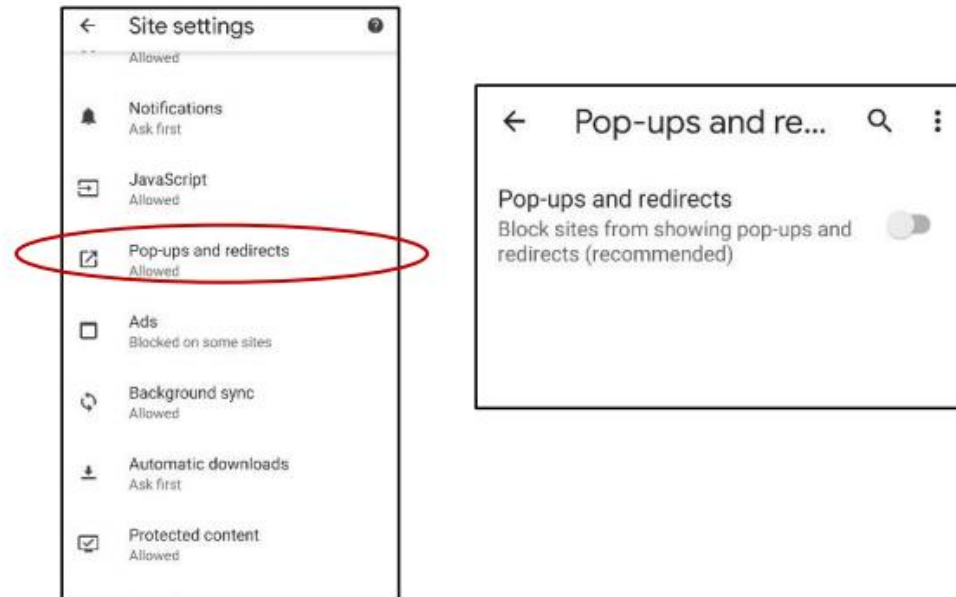 Site settings
Allowed
Notifications
Ask first
JavaScript
Allowed
Pop-ups and redirects
Allowed
Ads
Blocked on some sites
Background sync
Allowed
Automatic downloads
Ask first
Protected content
Allowed
Pop-ups and re...
Pop-ups and redirects
Block sites from showing pop-ups and
redirects (recommended)